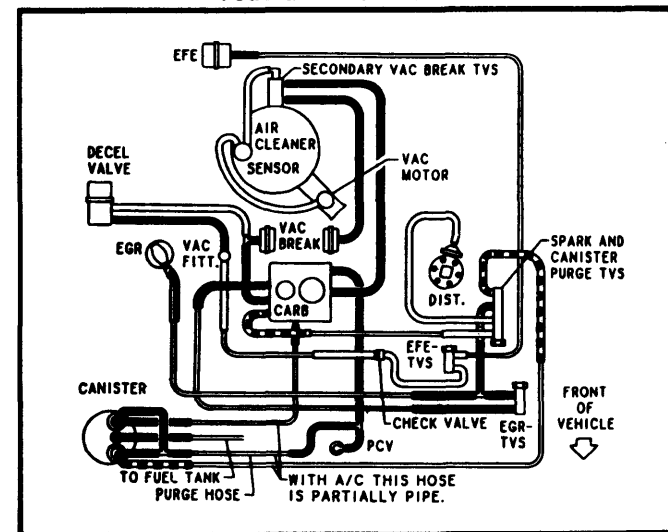 EFE
SECONDARY VAC BREAK TVS
AIR
CLEANER
SENSOR
VAC
MOTOR
DECEL
VALVE
VAC
BREAK
EGR
VAC
FITT.
SPARK AND
CANISTER
PURGE TVS
DIST.
CARB
EFE-
TVS
CANISTER
CHECK VALVE
EGR-
TVS
FRONT
OF
VEHICLE
PCV
TO FUEL TANK
PURGE HOSE
WITH A/C THIS HOSE
IS PARTIALLY PIPE.